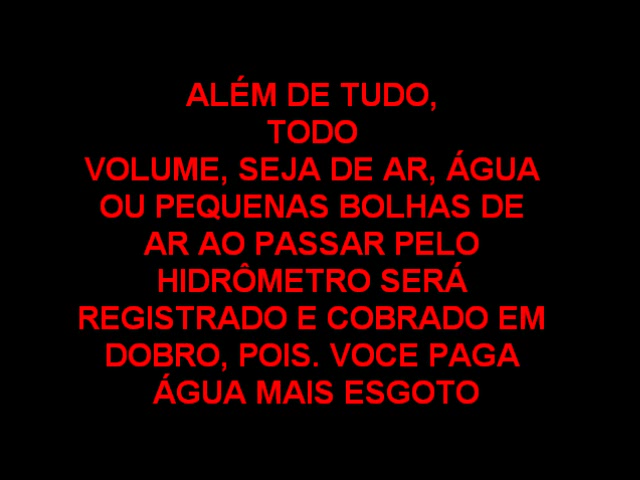 ALÉM DE TUDO,
TODO
VOLUME, SEJA DE AR, ÁGUA
OU PEQUENAS BOLHAS DE
AR AO PASSAR PELO
HIDRÔMETRO SERÁ
REGISTRADO E COBRADO EM
DOBRO, POIS. VOCE PAGA
ÁGUA MAIS ESGOTO